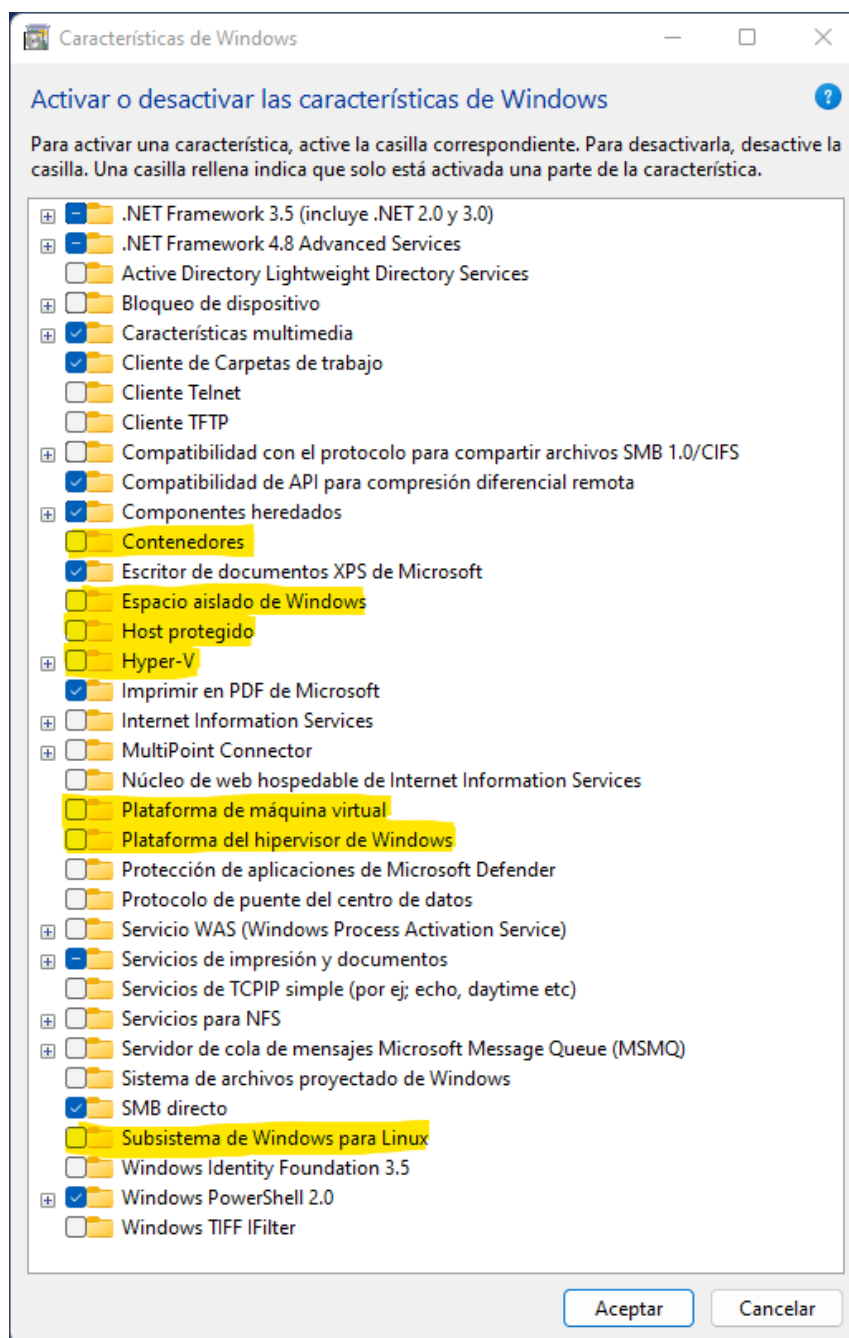 Características de Windows
Activar o desactivar las características de Windows
?
Para activar una característica, active la casilla correspondiente. Para desactivarla, desactive la
casilla. Una casilla rellena indica que solo está activada una parte de la característica.
.NET Framework 3.5 (incluye .NET 2.0 y 3.0)
.NET Framework 4.8 Advanced Services
Active Directory Lightweight Directory Services
Bloqueo de dispositivo
Características multimedia
Cliente de Carpetas de trabajo
Cliente Telnet
Cliente TFTP
Compatibilidad con el protocolo para compartir archivos SMB 1.0/CIFS
Compatibilidad de API para compresión diferencial remota
Componentes heredados
Contenedores
Escritor de documentos XPS de Microsoft
Espacio aislado de Windows
Host protegido
Hyper-V
Imprimir en PDF de Microsoft
Internet Information Services
MultiPoint Connector
Núcleo de web hospedable de Internet Information Services
Plataforma de máquina virtual
Plataforma del hipervisor de Windows
Protección de aplicaciones de Microsoft Defender
Protocolo de puente del centro de datos
Servicio WAS (Windows Process Activation Service)
Servicios de impresión y documentos
Servicios de TCPIP simple (por ej; echo, daytime etc)
Servicios para NFS
Servidor de cola de mensajes Microsoft Message Queue (MSMQ)
Sistema de archivos proyectado de Windows
SMB directo
Subsistema de Windows para Linux
Windows Identity Foundation 3.5
Windows PowerShell 2.0
Windows TIFF IFilter
Aceptar
Cancelar